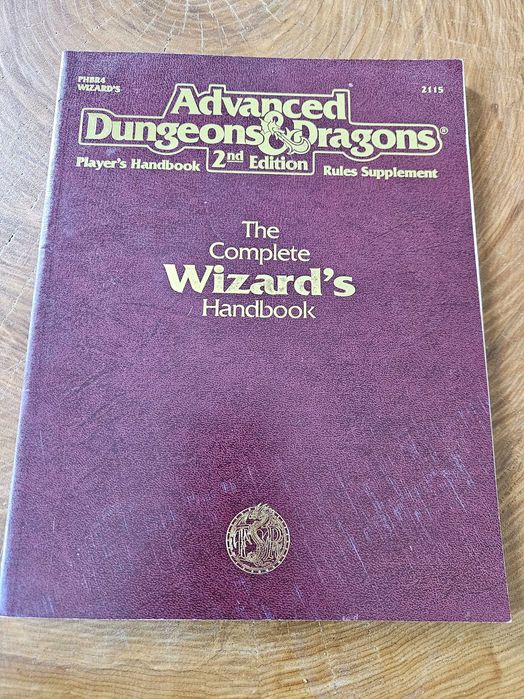 PHBR4
WIZARD'S
2115
Advanced
Dungeons & Dragons®
Player's Handbook
2nd Edition
Rules Supplement
The
Complete
Wizard's
Handbook
TSR